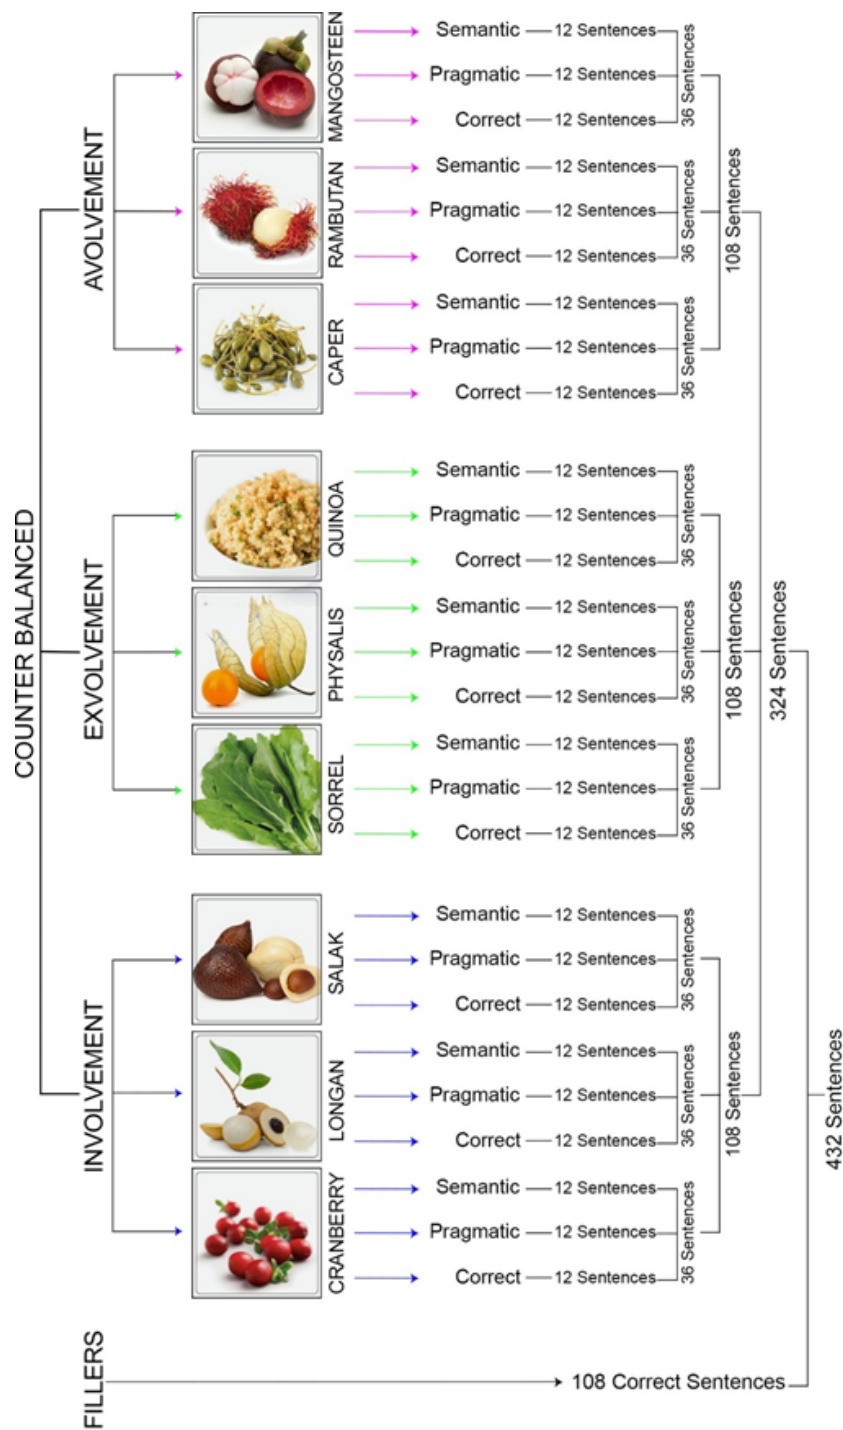 COUNTER BALANCED
AVOLVEMENT
MANGOSTEEN
Semantic 12 Sentences
Pragmatic 12 Sentences
Correct 12 Sentences
36 Sentences
RAMBUTAN
Semantic 12 Sentences
Pragmatic 12 Sentences
Correct 12 Sentences
36 Sentences
CAPER
Semantic 12 Sentences
Pragmatic 12 Sentences
Correct 12 Sentences
36 Sentences
108 Sentences
EXVOLVEMENT
QUINOA
Semantic 12 Sentences
Pragmatic 12 Sentences
Correct 12 Sentences
36 Sentences
PHYSALIS
Semantic 12 Sentences
Pragmatic 12 Sentences
Correct 12 Sentences
36 Sentences
SORREL
Semantic 12 Sentences
Pragmatic 12 Sentences
Correct 12 Sentences
36 Sentences
108 Sentences
324 Sentences
INVOLVEMENT
SALAK
Semantic 12 Sentences
Pragmatic 12 Sentences
Correct 12 Sentences
36 Sentences
LONGAN
Semantic 12 Sentences
Pragmatic 12 Sentences
Correct 12 Sentences
36 Sentences
CRANBERRY
Semantic 12 Sentences
Pragmatic 12 Sentences
Correct 12 Sentences
36 Sentences
108 Sentences
432 Sentences
FILLERS
108 Correct Sentences